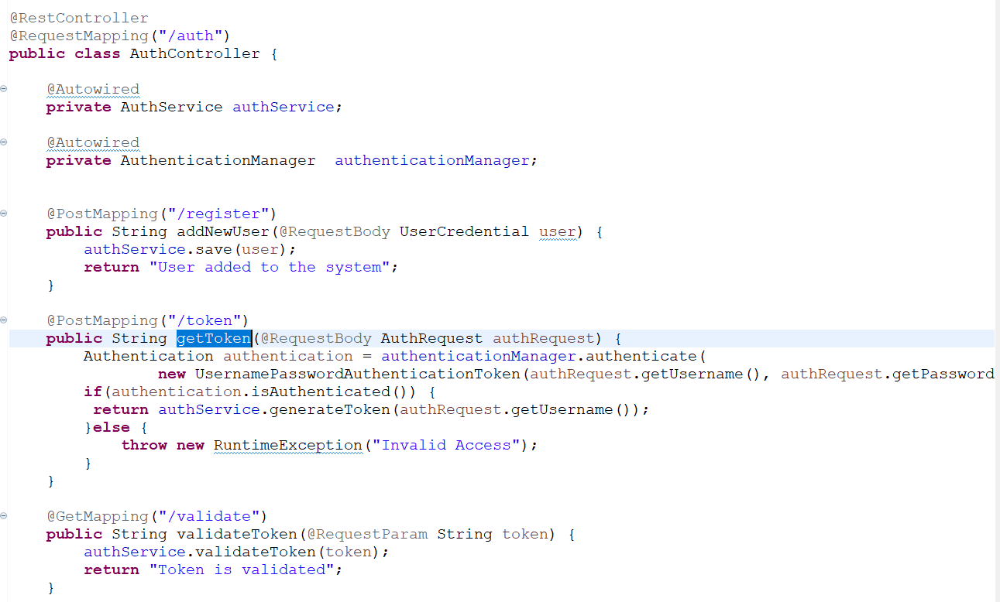 @RestController
@RequestMapping("/auth")
public class AuthController {
@Autowired
private AuthService authService;
@Autowired
private AuthenticationManager  authenticationManager;
@PostMapping("/register")
public String addNewUser(@RequestBody UserCredential user) {
authService.save(user);
return "User added to the system";
}
@PostMapping("/token")
public String getToken(@RequestBody AuthRequest authRequest) {
Authentication authentication = authenticationManager.authenticate(
new UsernamePasswordAuthenticationToken(authRequest.getUsername(), authRequest.getPassword
if(authentication.isAuthenticated()) {
return authService.generateToken(authRequest.getUsername());
}else {
throw new RuntimeException("Invalid Access");
}
}
@GetMapping("/validate")
public String validateToken(@RequestParam String token) {
authService.validateToken(token);
return "Token is validated";
}